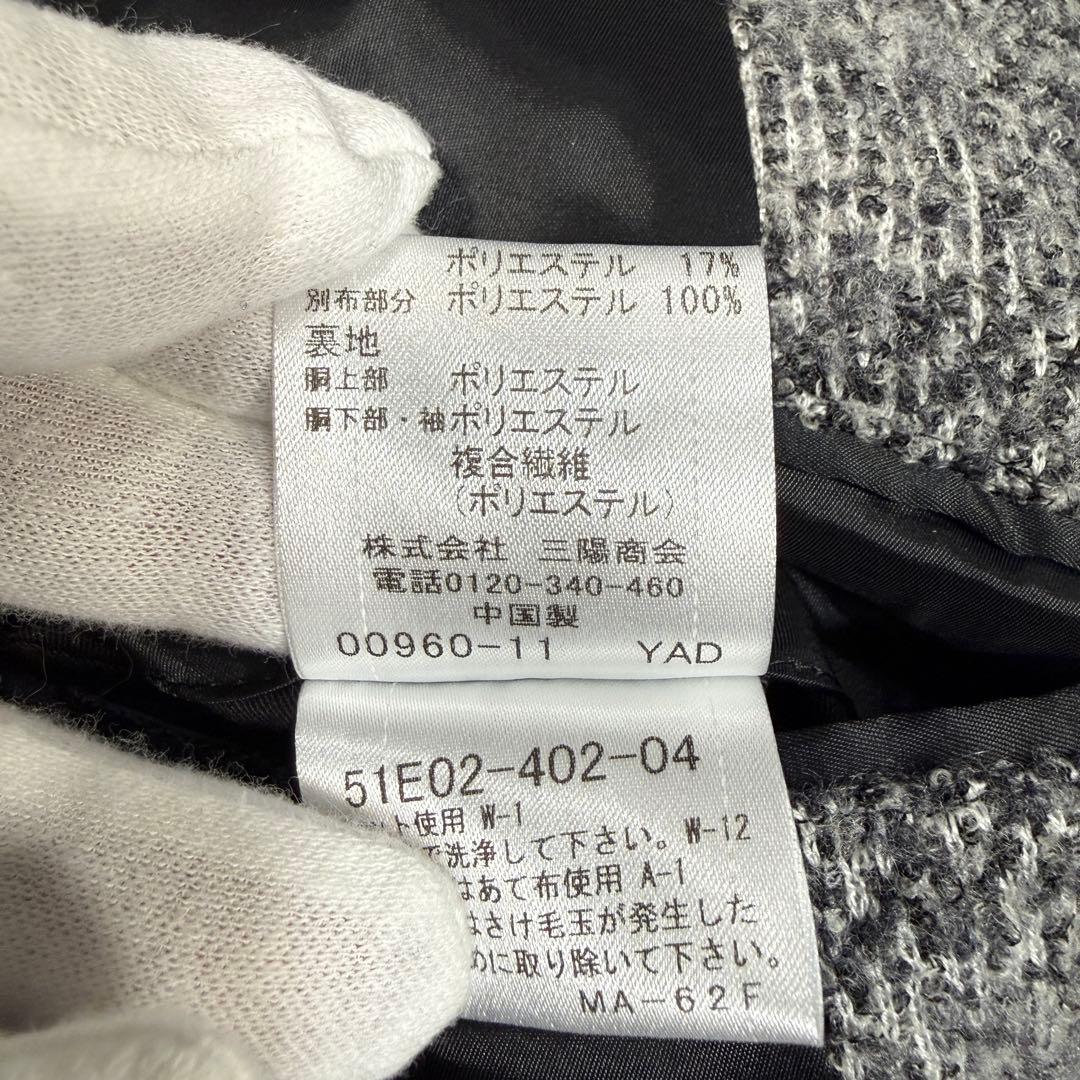 ポリエステル 17%
別布部分 ポリエステル 100%
裏地
胴上部 ポリエステル
胴下部・袖ポリエステル
複合繊維
(ポリエステル)
株式会社 三陽商会
電話0120-340-460
中国製
00960-11 YAD
51E02-402-04
ト使用 W-1
で洗浄して下さい。W-12
はあて布使用 A-1
はさけ毛玉が発生した
めに取り除いて下さい。
MA-62F